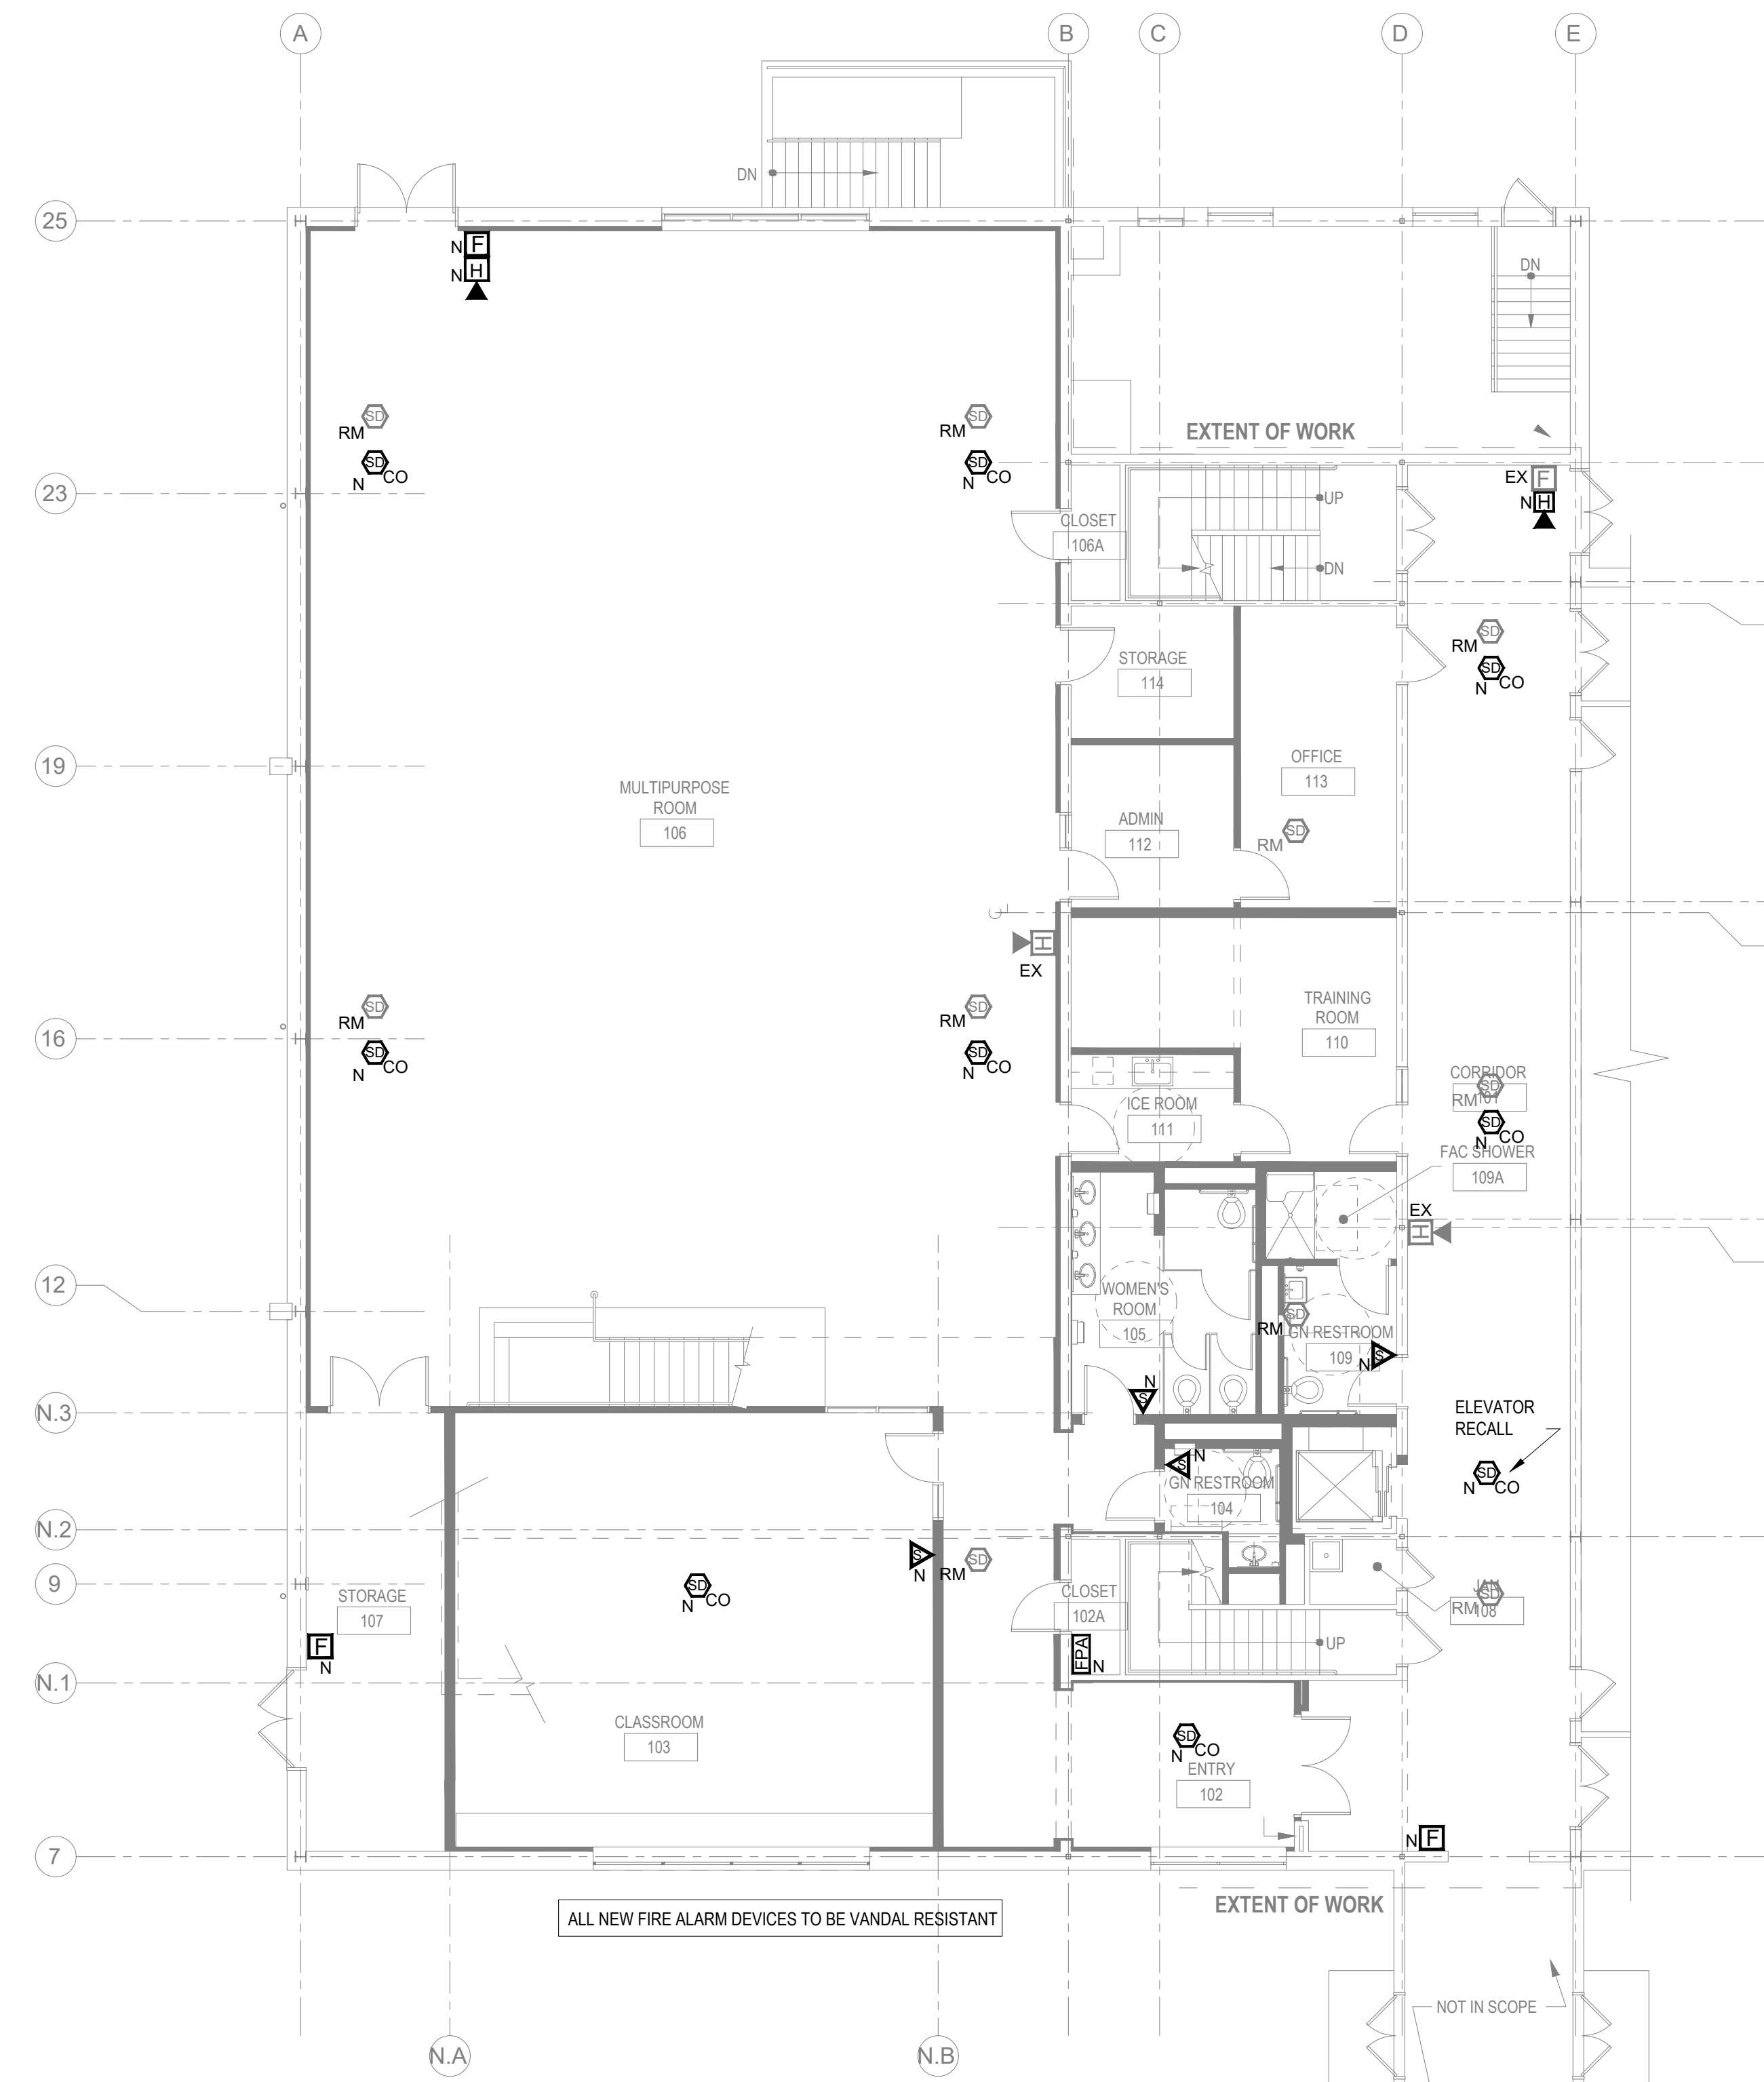 A
B
C
D
E
DN
25
N F
N H
DN
EXTENT OF WORK
SD
RM
SD
N CO
SD
RM
SD
N CO
EX F
N H
23
UP
CLOSET
106A
DN
SD
RM
SD
N CO
STORAGE
114
19
OFFICE
113
MULTIPURPOSE
ROOM
106
ADMIN
112
SD
RM
H
EX
SD
RM
SD
N CO
SD
RM
SD
N CO
16
TRAINING
ROOM
110
CORRIDOR
101
SD
RM
SD
N CO
ICE ROOM
111
FAC SHOWER
109A
EX
H
12
WOMEN'S
ROOM
105
SD
RM
GN RESTROOM
109
N S
N
S
N.3
ELEVATOR
RECALL
SD
N CO
S N
GN RESTROOM
104
N.2
S
N
SD
RM
9
STORAGE
107
SD
N CO
CLOSET
102A
JAN
108
SD
RM
F
N
FPA
N
UP
N.1
CLASSROOM
103
SD
N CO
ENTRY
102
N F
7
EXTENT OF WORK
ALL NEW FIRE ALARM DEVICES TO BE VANDAL RESISTANT
NOT IN SCOPE
N.A
N.B